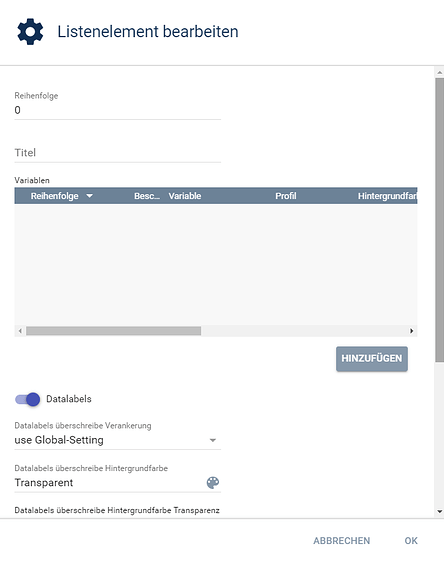 Listenelement bearbeiten
Reihenfolge
0
Titel
Variablen
Reihenfolge Besc... Variable Profil Hintergrundfar
HINZUFÜGEN
Datalabels
Datalabels überschreibe Verankerung
use Global-Setting
Datalabels überschreibe Hintergrundfarbe
Transparent
Datalabels überschreibe Hintergrundfarbe Transparenz
ABBRECHEN OK